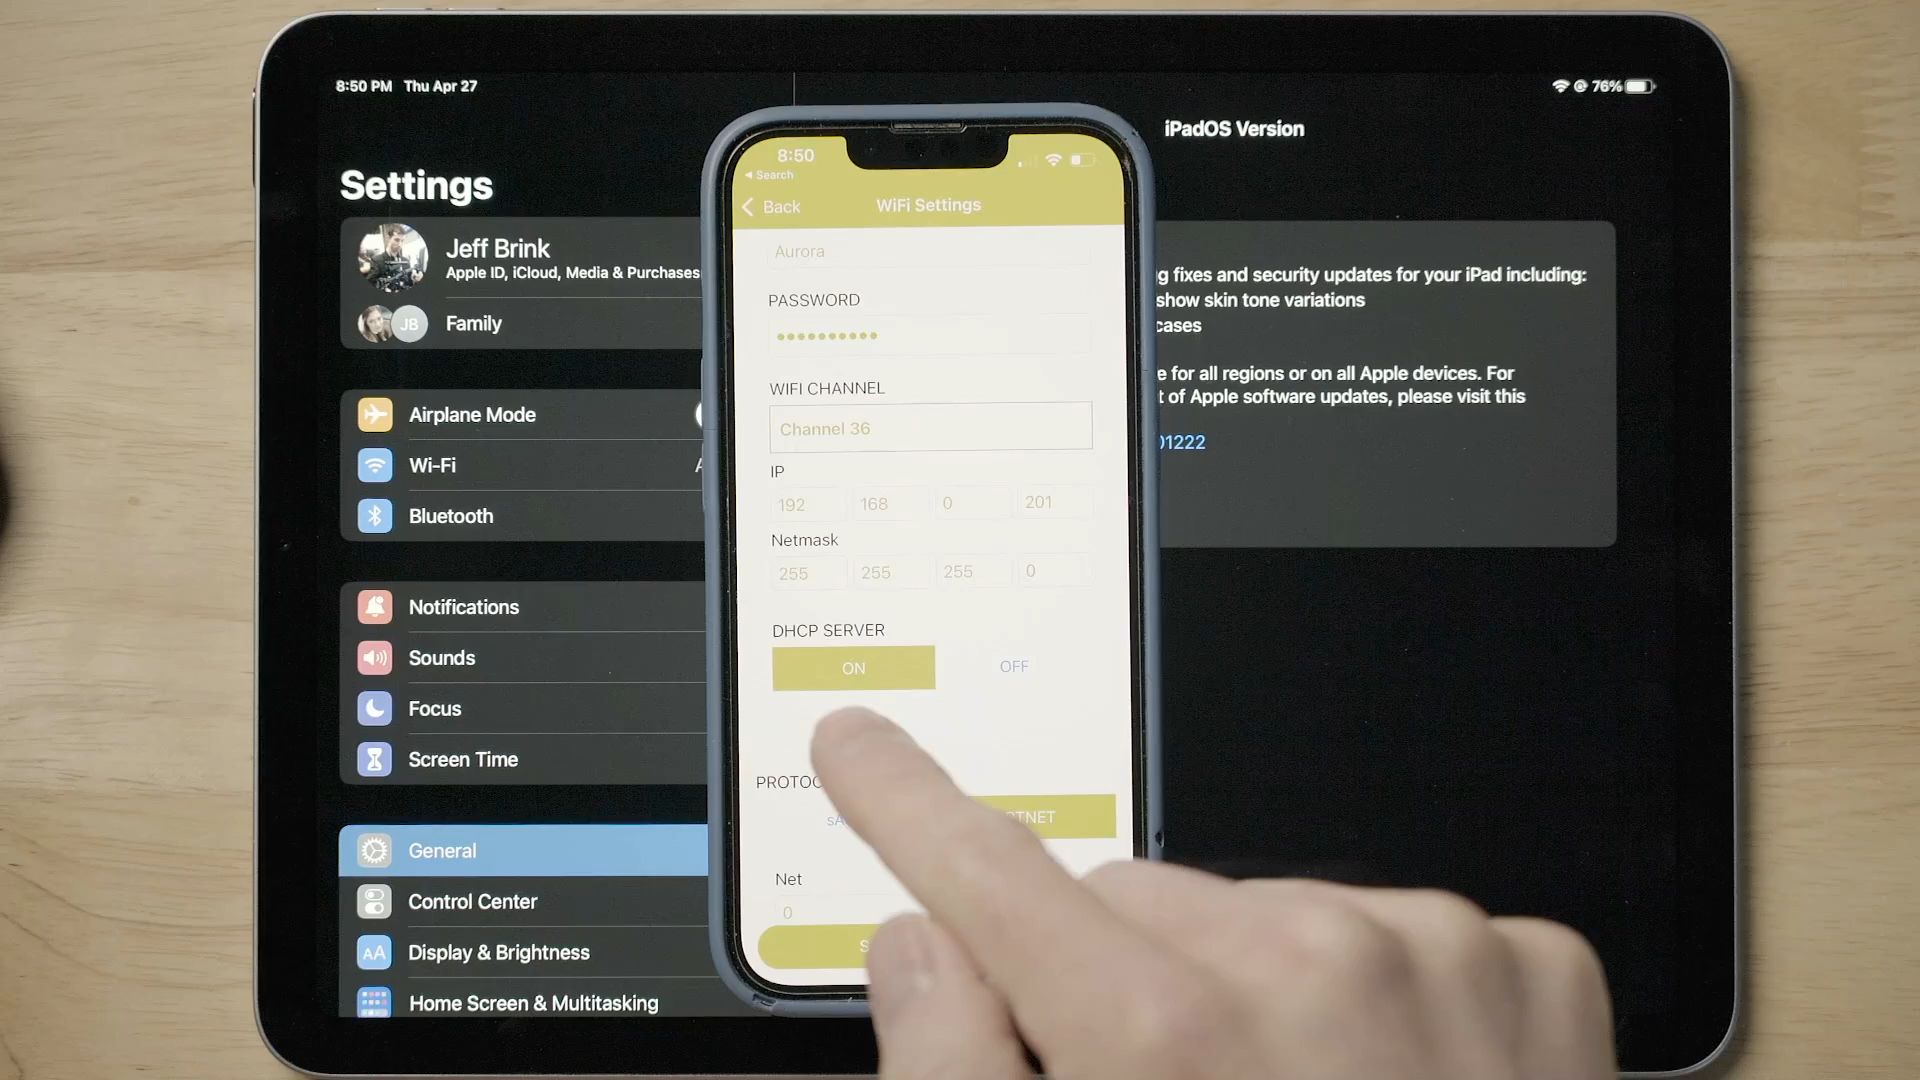 8:50 PM Thu Apr 27
76%
iPadOS Version
Settings
Jeff Brink
Apple ID, iCloud, Media & Purchases
JB
Family
Airplane Mode
Wi-Fi
Bluetooth
Notifications
Sounds
Focus
Screen Time
General
Control Center
AA
Display & Brightness
Home Screen & Multitasking
fixes and security updates for your iPad including:
show skin tone variations
cases
for all regions or on all Apple devices. For
of Apple software updates, please visit this
01222
8:50
Search
Back
WiFi Settings
Aurora
PASSWORD
WIFI CHANNEL
Channel 36
IP
192 168 0 201
Netmask
255 255 255 0
DHCP SERVER
ON OFF
PROTOC
sA
TNET
Net
0
S